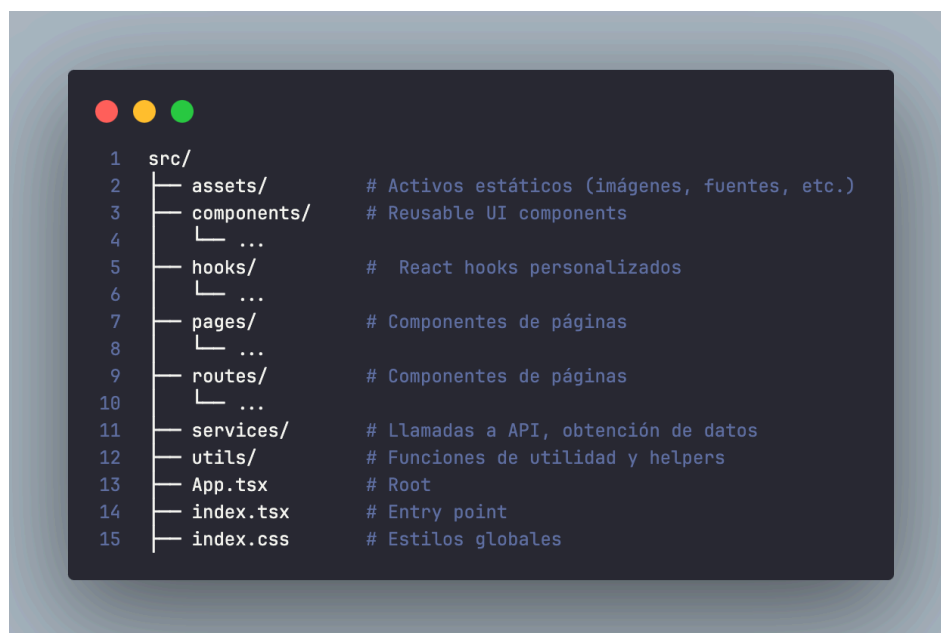 1 src/
2 ├── assets/ # Activos estáticos (imágenes, fuentes, etc.)
3 ├── components/ # Reusable UI components
4 │   └── ...
5 ├── hooks/ #  React hooks personalizados
6 │   └── ...
7 ├── pages/ # Componentes de páginas
8 │   └── ...
9 ├── routes/ # Componentes de páginas
10 │   └── ...
11 ├── services/ # Llamadas a API, obtención de datos
12 ├── utils/ # Funciones de utilidad y helpers
13 ├── App.tsx # Root
14 ├── index.tsx # Entry point
15 ├── index.css # Estilos globales